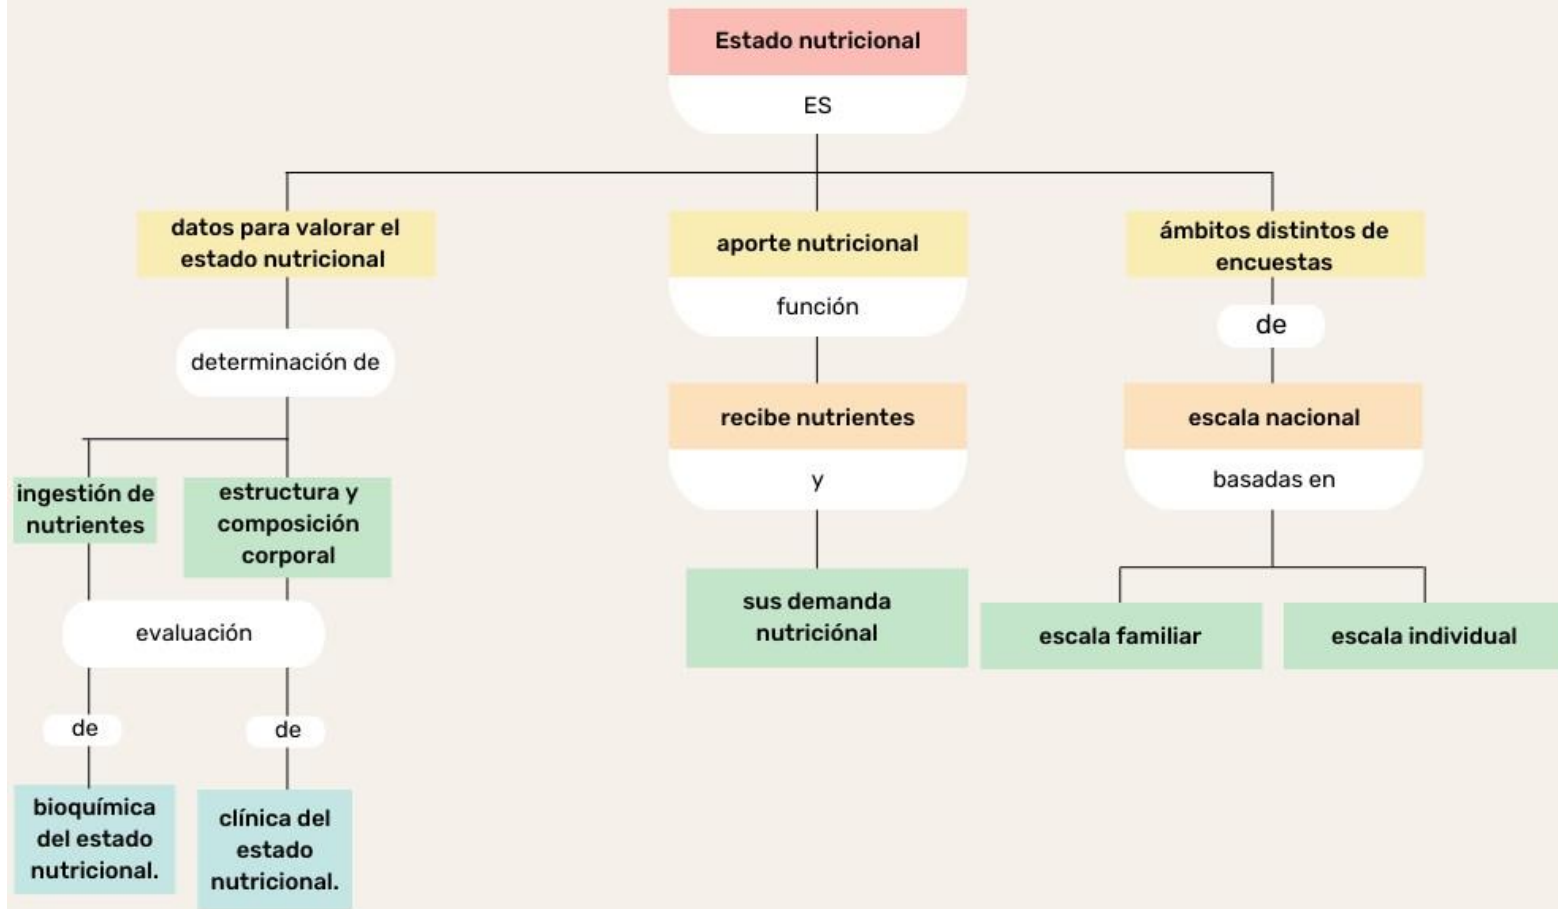 Estado nutricional
ES
datos para valorar el
estado nutricional
determinación de
ingestión de
nutrientes
estructura y
composición
corporal
evaluación
de
de
bioquímica
del estado
nutricional.
clínica del
estado
nutricional.
aporte nutricional
función
recibe nutrientes
y
sus demanda
nutriciónal
ámbitos distintos de
encuestas
de
escala nacional
basadas en
escala familiar
escala individual